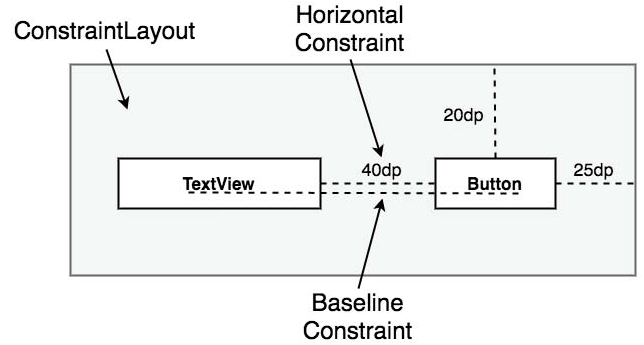 ConstraintLayout
Horizontal
Constraint
20dp
40dp
25dp
TextView
Button
Baseline
Constraint